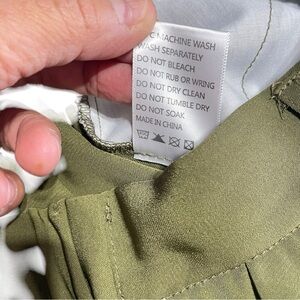 C MACHINE WASH
WASH SEPARATELY
DO NOT BLEACH
DO NOT RUB OR WRING
DO NOT DRY CLEAN
DO NOT TUMBLE DRY
DO NOT SOAK
MADE IN CHINA